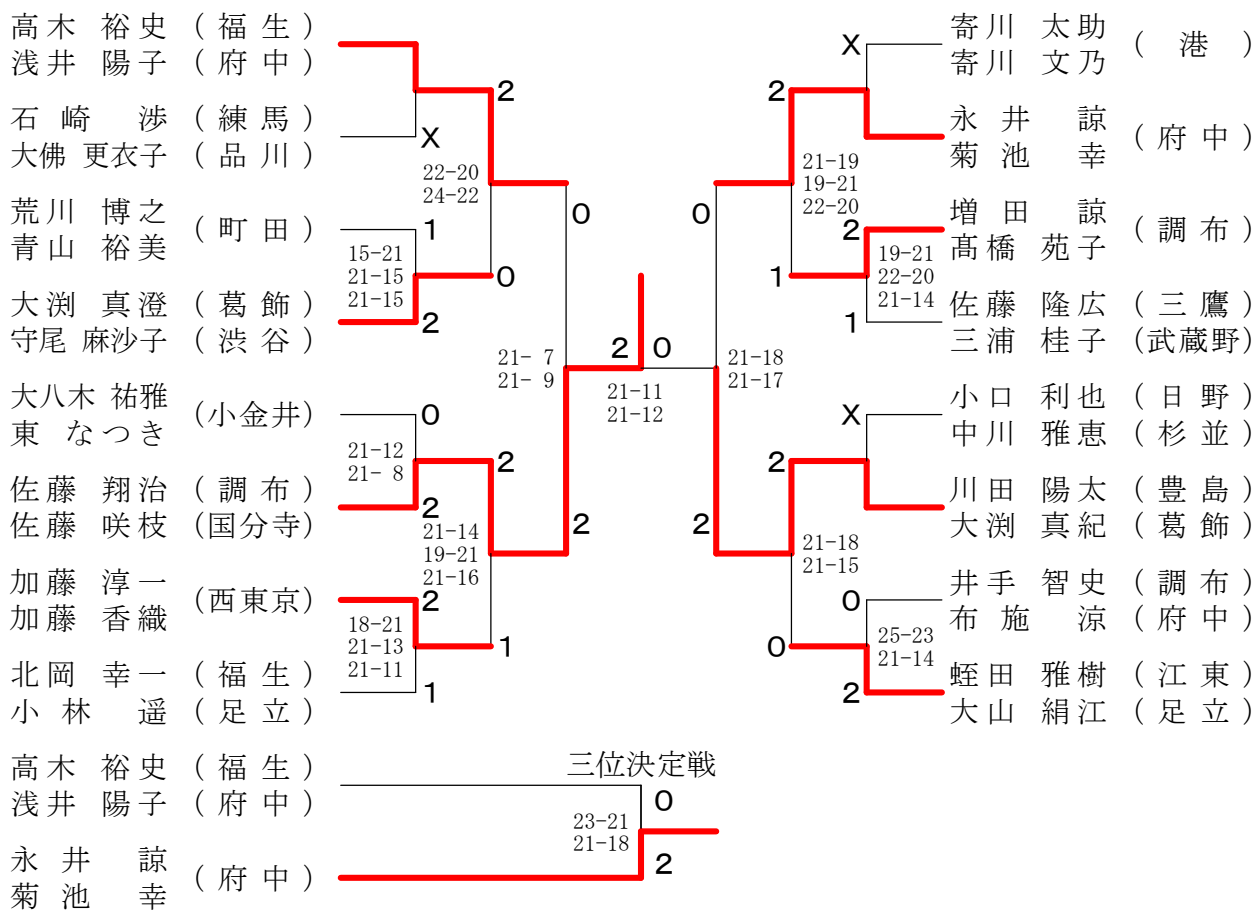 高木 裕史 (福生)
浅井 陽子 (府中)
石崎 渉 (練馬)
大佛 更衣子 (品川)
荒川 博之
青山 裕美
(町田)
大渕 真澄 (葛飾)
守尾 麻沙子 (渋谷)
大八木 祐雅
東 なつき
(小金井)
佐藤 翔治 (調布)
佐藤 咲枝 (国分寺)
加藤 淳一
加藤 香織
(西東京)
北岡 幸一 (福生)
小林 遥 (足立)
2
X
22-20
24-22
1
15-21
21-15
21-15
0
2
0
21- 7
21- 9
0
21-12
21- 8
2
2
21-14
19-21
21-16
2
2
18-21
21-13
21-11
1
1
2 0
21-11
21-12
X
2
21-19
19-21
22-20
0
2
19-21
22-20
21-14
1
1
21-18
21-17
X
2
2
21-18
21-15
0
25-23
21-14
0
2
寄川 太助
寄川 文乃
(港)
永井 諒
菊池 幸
(府中)
増田 諒
髙橋 苑子
(調布)
佐藤 隆広 (三鷹)
三浦 桂子 (武蔵野)
小口 利也 (日野)
中川 雅恵 (杉並)
川田 陽太 (豊島)
大渕 真紀 (葛飾)
井手 智史 (調布)
布施 涼 (府中)
蛭田 雅樹 (江東)
大山 絹江 (足立)
三位決定戦
高木 裕史 (福生)
浅井 陽子 (府中)
永井 諒
菊池 幸
(府中)
0
23-21
21-18
2